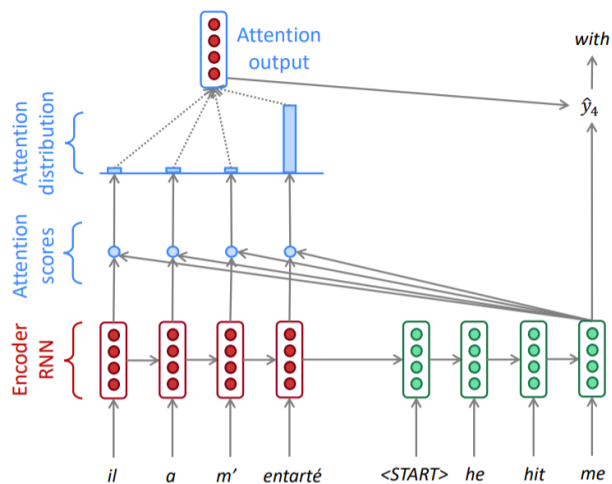 Attention
output
with
ŷ4
Attention
distribution
Attention
scores
Encoder
RNN
il
a
m’
entarté
<START>
he
hit
me